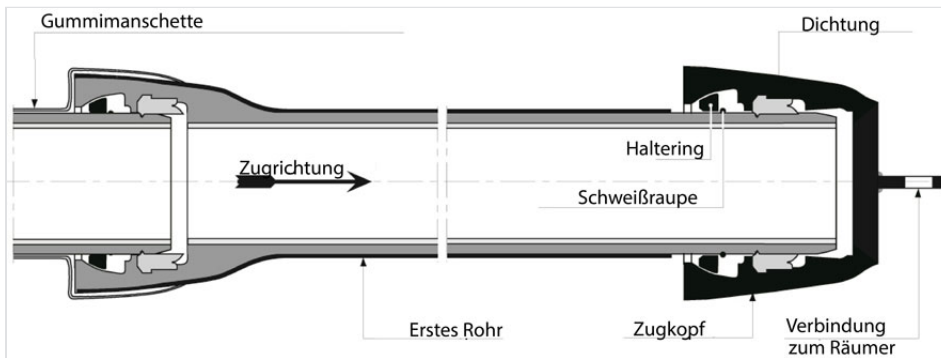 Gummimanschette
Dichtung
Zugrichtung
Haltering
Schweißraupe
Erstes Rohr
Zugkopf
Verbindung
zum Räumer